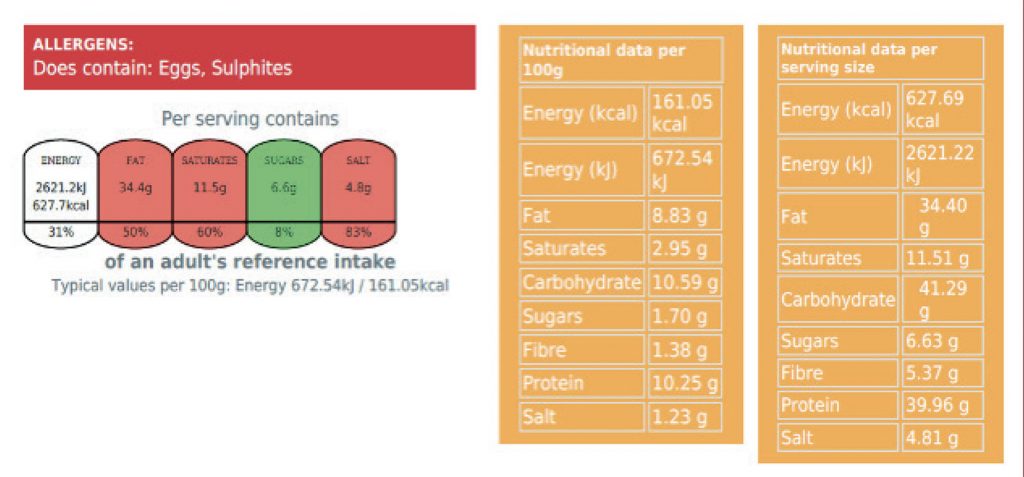 ALLERGENS:
Does contain: Eggs, Sulphites
Per serving contains
ENERGY FAT SATURATES SUGARS SALT
2621.2kJ 34.4g 11.5g 6.6g 4.8g
627.7kcal
31% 50% 60% 8% 83%
of an adult's reference intake
Typical values per 100g: Energy 672.54kJ / 161.05kcal
Nutritional data per
100g
Energy (kcal) 161.05
kcal
Energy (kJ) 672.54
kJ
Fat 8.83 g
Saturates 2.95 g
Carbohydrate 10.59 g
Sugars 1.70 g
Fibre 1.38 g
Protein 10.25 g
Salt 1.23 g
Nutritional data per
serving size
Energy (kcal) 627.69
kcal
Energy (kJ) 2621.22
kJ
Fat 34.40
g
Saturates 11.51 g
Carbohydrate 41.29
g
Sugars 6.63 g
Fibre 5.37 g
Protein 39.96 g
Salt 4.81 g